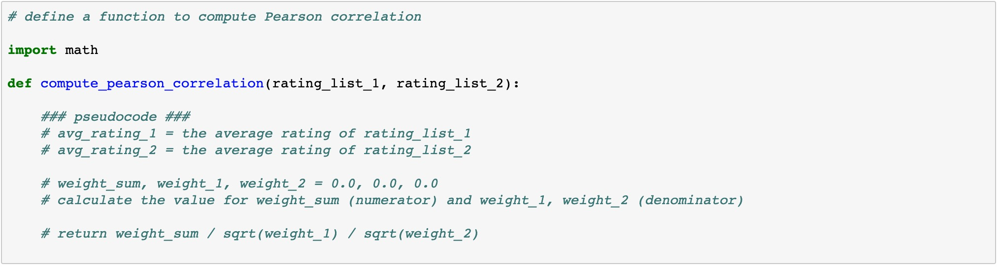 # define a function to compute Pearson correlation
import math
def compute_pearson_correlation(rating_list_1, rating_list_2):
### pseudocode ###
# avg_rating_1 = the average rating of rating_list_1
# avg_rating_2 = the average rating of rating_list_2
# weight_sum, weight_1, weight_2 = 0.0, 0.0, 0.0
# calculate the value for weight_sum (numerator) and weight_1, weight_2 (denominator)
# return weight_sum / sqrt(weight_1) / sqrt(weight_2)